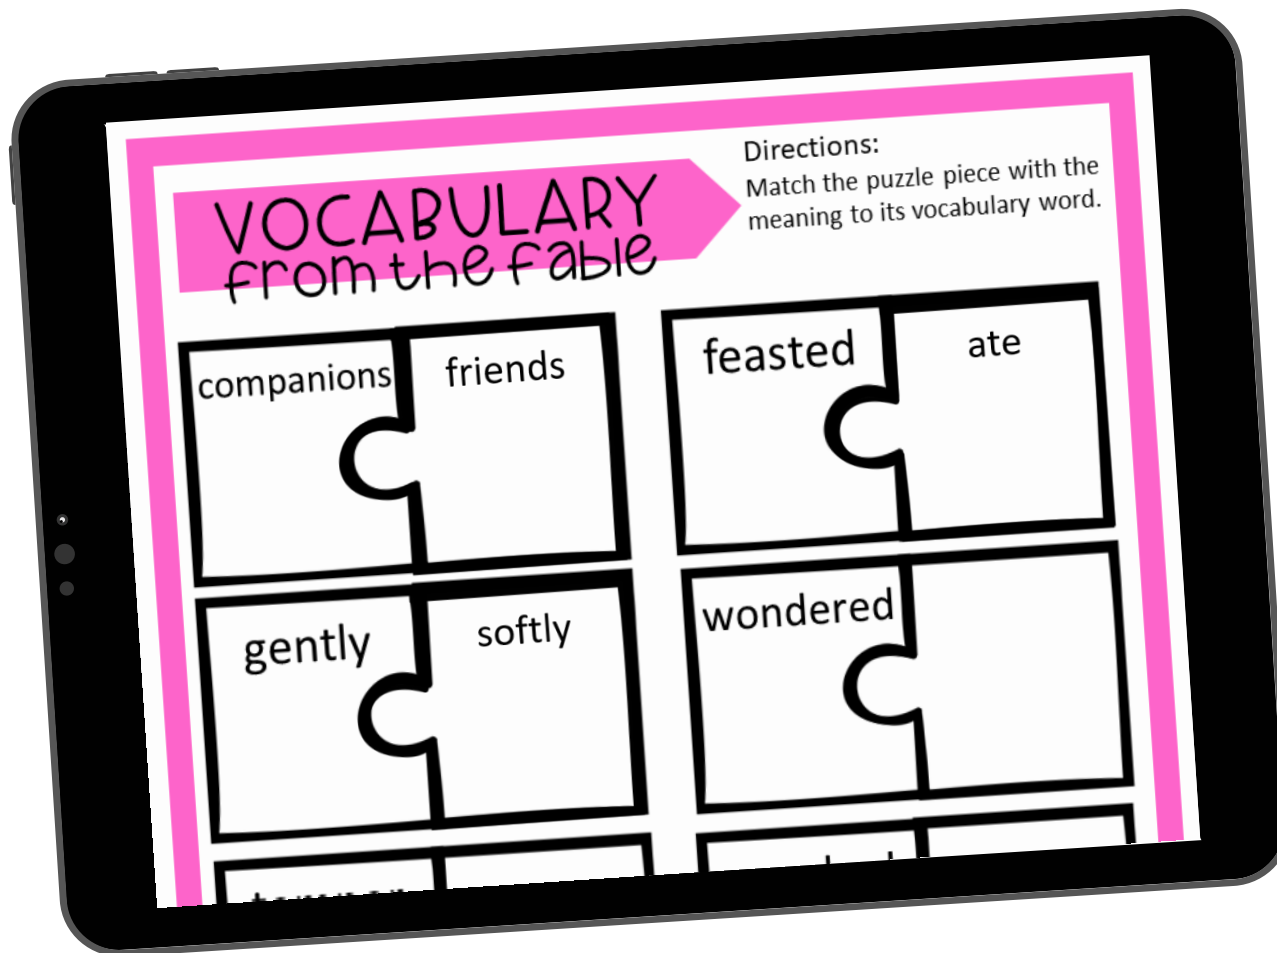 VOCABULARY
from the fable
Directions:
Match the puzzle piece with the
meaning to its vocabulary word.
companions
friends
feasted
ate
gently
softly
wondered